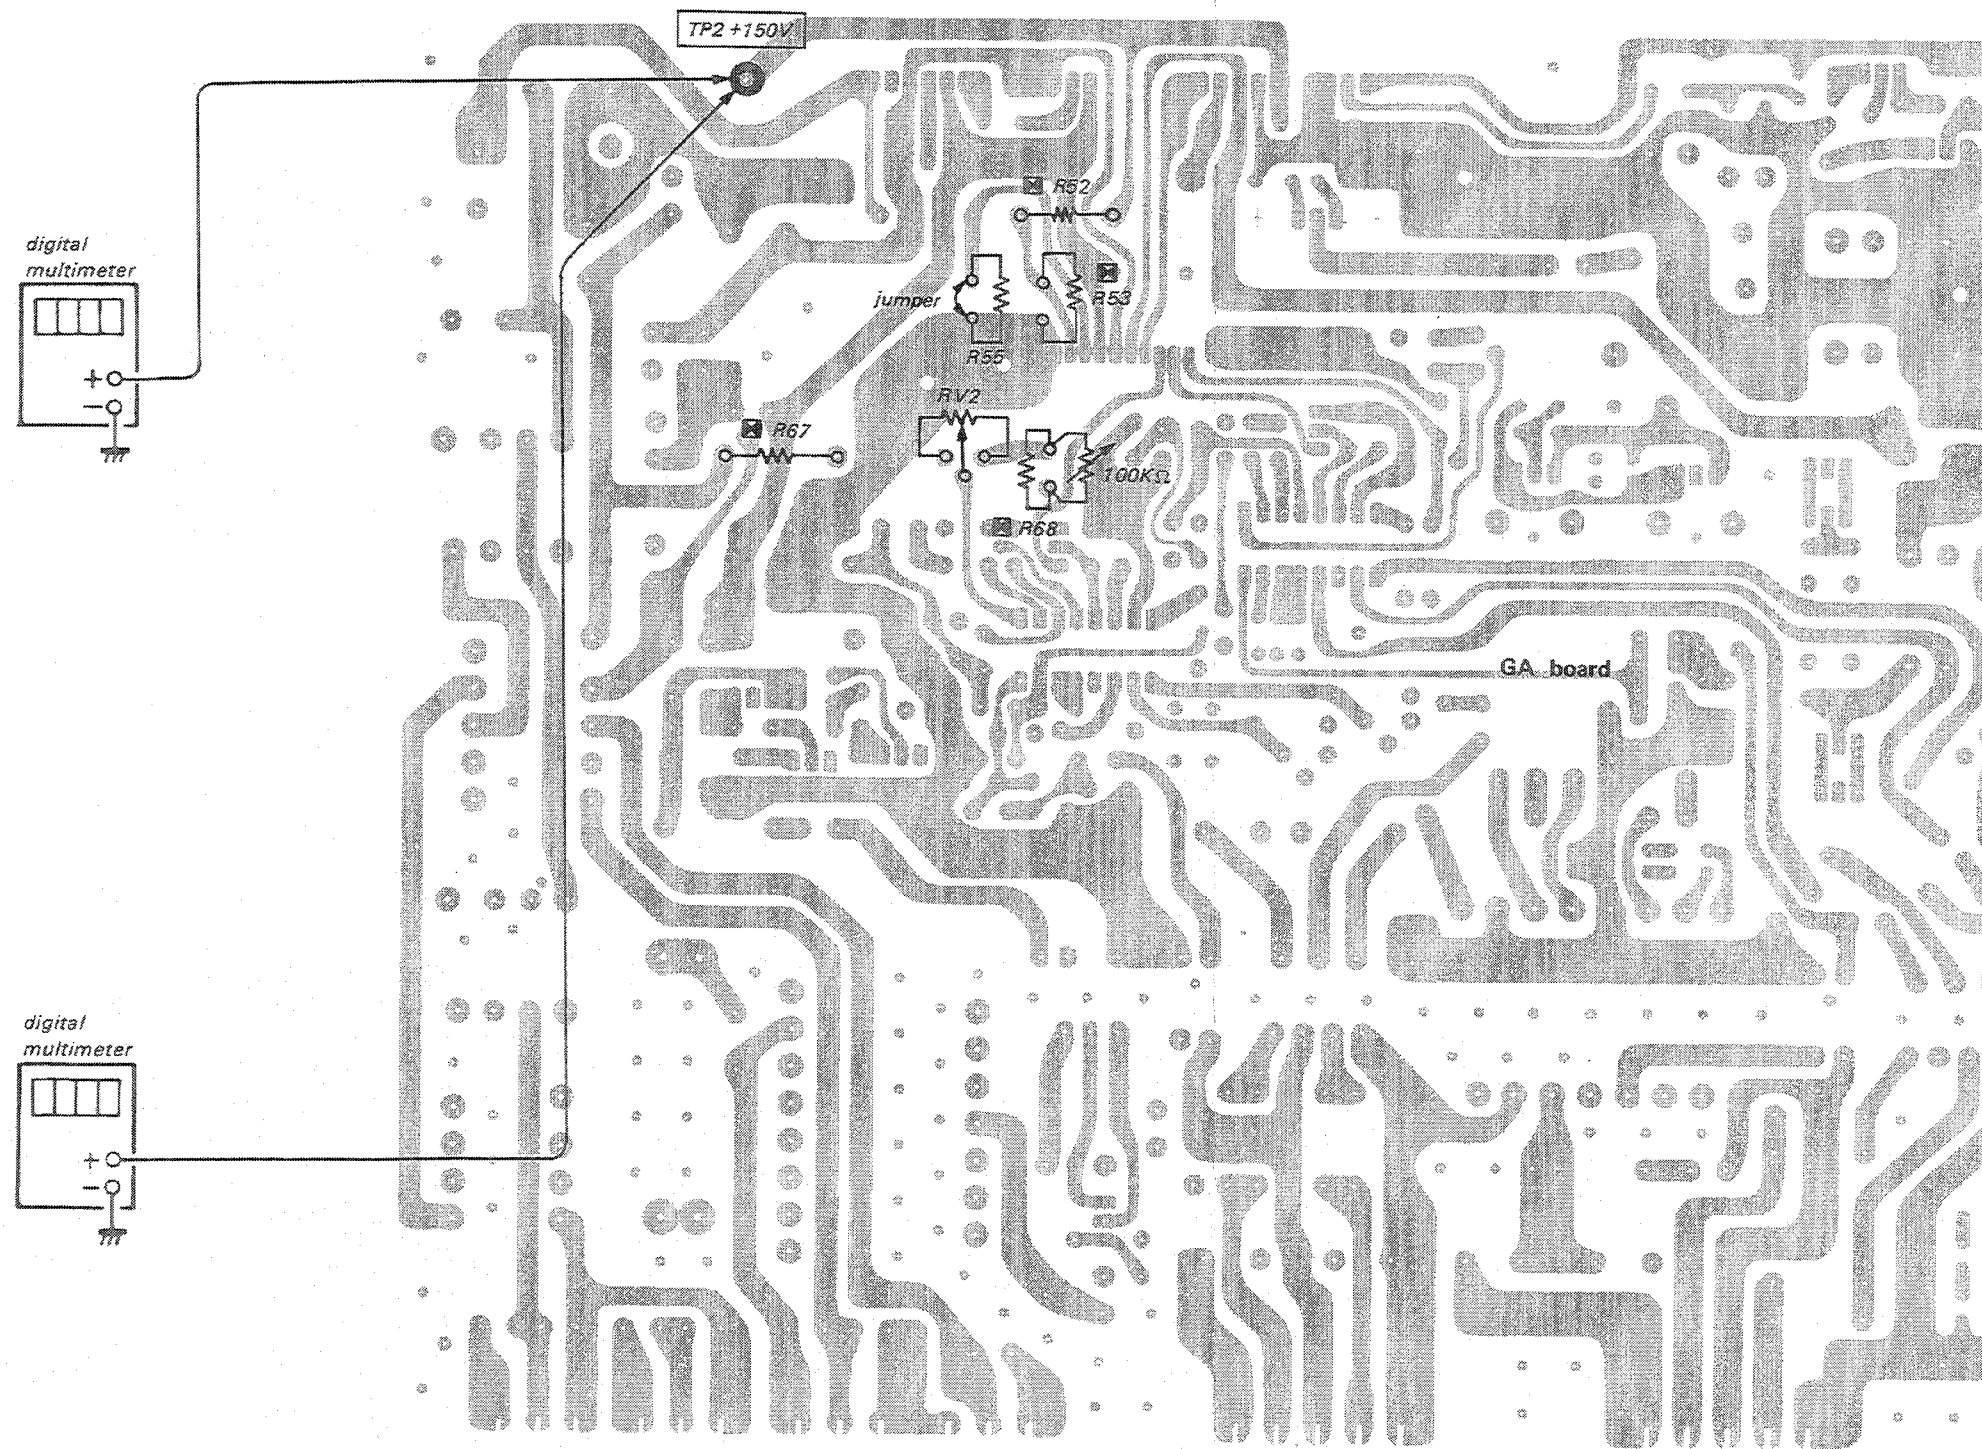 TP2 +150V
R52
digital
multimeter
R53
jumper
R55
+
−
RV2
R67
100KΩ
R68
GA board
digital
multimeter
+
−